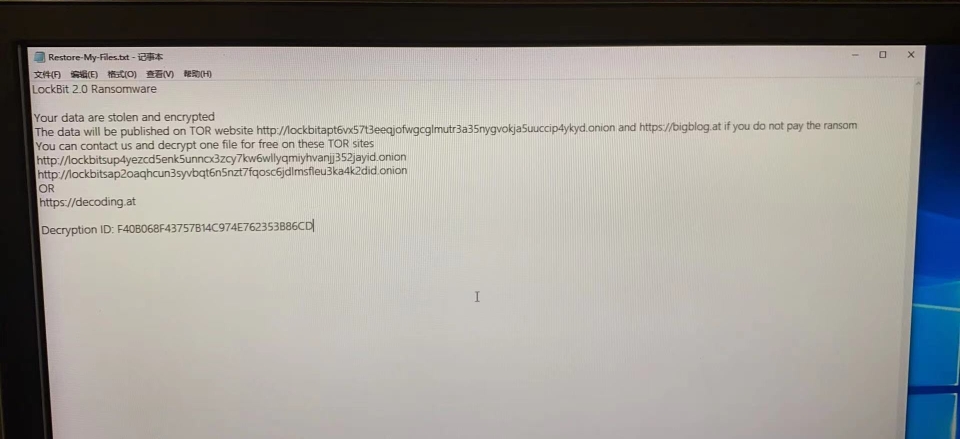 Restore-My-Files.txt - 记事本
文件(F) 编辑(E) 格式(O) 查看(V) 帮助(H)
LockBit 2.0 Ransomware
Your data are stolen and encrypted
The data will be published on TOR website http://lockbitapt6vx57t3eeqjofwgcglmutr3a35nygvokja5uuccip4ykyd.onion and https://bigblog.at if you do not pay the ransom
You can contact us and decrypt one file for free on these TOR sites
http://lockbitsup4yezcd5enk5unncx3zcy7kw6wllyqmiyhvanjj352jayid.onion
http://lockbitsap2oaqhcun3syvbqt6n5nzt7fqosc6jdlmsfleu3ka4k2did.onion
OR
https://decoding.at
Decryption ID: F40B068F43757B14C974E762353B86CD